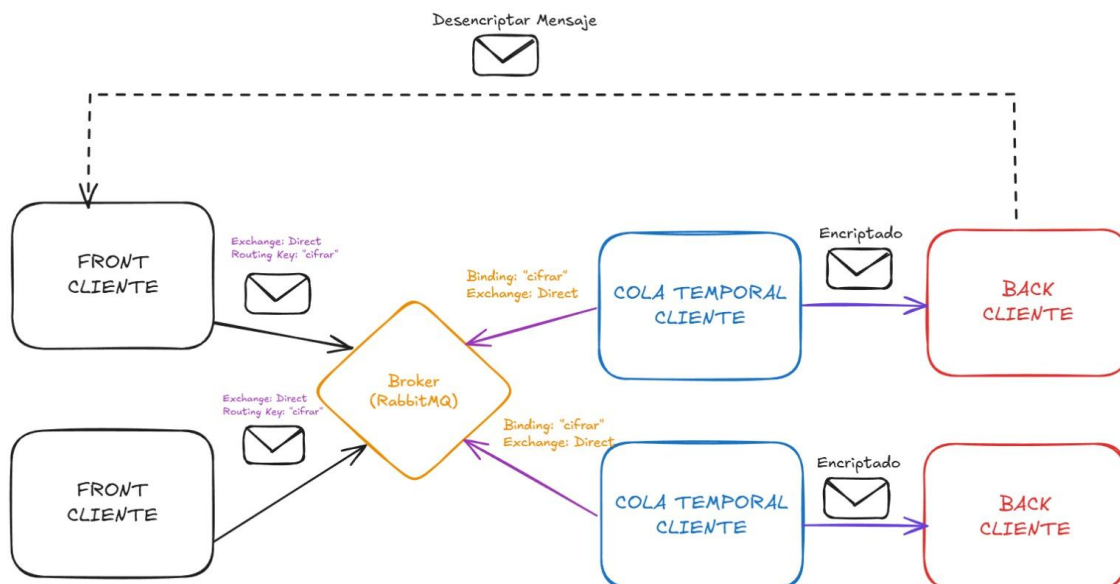 Desencriptar Mensaje
FRONT
CLIENTE
Exchange: Direct
Routing Key: "cifrar"
Binding: "cifrar"
Exchange: Direct
COLA TEMPORAL
CLIENTE
Encriptado
BACK
CLIENTE
Broker
(RabbitMQ)
FRONT
CLIENTE
Exchange: Direct
Routing Key: "cifrar"
Binding: "cifrar"
Exchange: Direct
COLA TEMPORAL
CLIENTE
Encriptado
BACK
CLIENTE